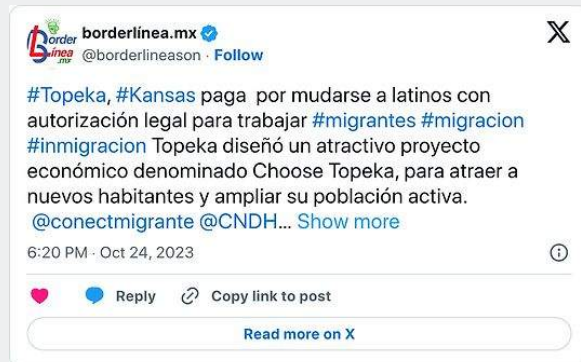 Border
Línea
.mx
borderlínea.mx
@borderlineason · Follow
X
#Topeka, #Kansas paga  por mudarse a latinos con
autorización legal para trabajar #migrantes #migracion
#inmigracion Topeka diseñó un atractivo proyecto
económico denominado Choose Topeka, para atraer a
nuevos habitantes y ampliar su población activa.
@conectmigrante @CNDH... Show more
6:20 PM · Oct 24, 2023
Reply
Copy link to post
Read more on X